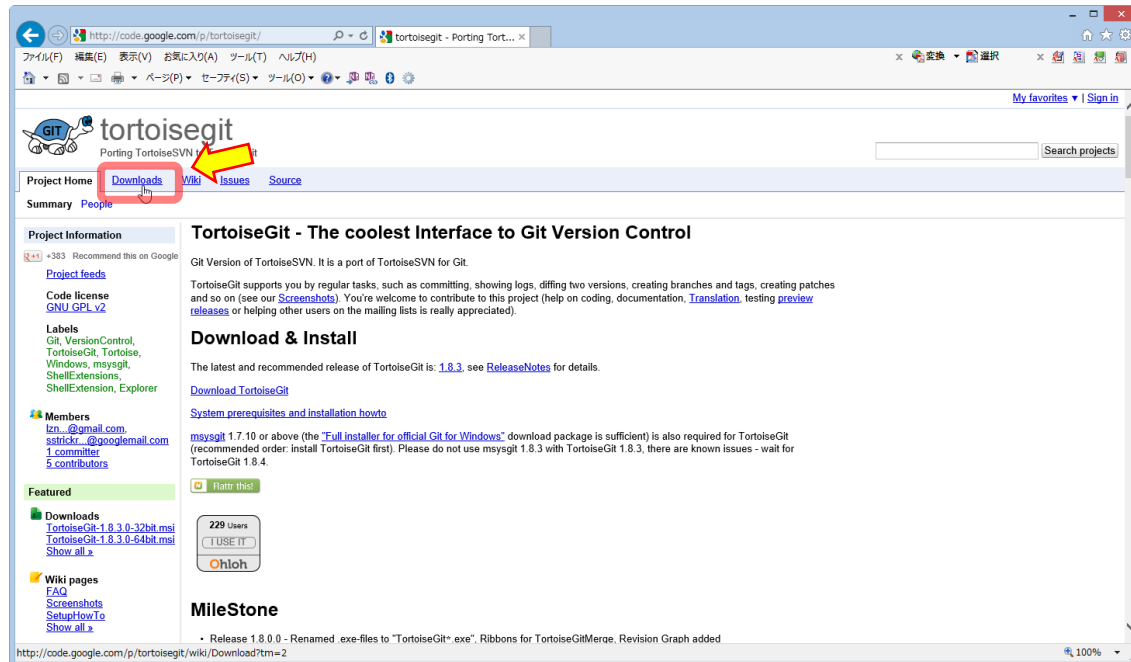 http://code.google.com/p/tortoisegit/
tortoisegit - Porting Tort...
ファイル(F) 編集(E) 表示(V) お気に入り(A) ツール(T) ヘルプ(H)
x 変換 選択 x
ページ(P) セーフティ(S) ツール(O)
My favorites ▼ | Sign in
GIT
tortoisegit
Porting TortoiseSVN
Search projects
Project Home Downloads Wiki Issues Source
Summary People
Project Information
+383 Recommend this on Google
Project feeds
Code license
GNU GPL v2
Labels
Git, VersionControl,
TortoiseGit, Tortoise,
Windows, msysgit,
ShellExtensions,
ShellExtension, Explorer
Members
lzn...@gmail.com,
sstrickr...@googlemail.com
1 committer
5 contributors
Featured
Downloads
TortoiseGit-1.8.3.0-32bit.msi
TortoiseGit-1.8.3.0-64bit.msi
Show all »
Wiki pages
FAQ
Screenshots
SetupHowTo
Show all »
TortoiseGit - The coolest Interface to Git Version Control
Git Version of TortoiseSVN. It is a port of TortoiseSVN for Git.
TortoiseGit supports you by regular tasks, such as committing, showing logs, diffing two versions, creating branches and tags, creating patches
and so on (see our Screenshots). You're welcome to contribute to this project (help on coding, documentation, Translation, testing preview
releases or helping other users on the mailing lists is really appreciated).
Download & Install
The latest and recommended release of TortoiseGit is: 1.8.3, see ReleaseNotes for details.
Download TortoiseGit
System prerequisites and installation howto
msysgit 1.7.10 or above (the "Full installer for official Git for Windows" download package is sufficient) is also required for TortoiseGit
(recommended order: install TortoiseGit first). Please do not use msysgit 1.8.3 with TortoiseGit 1.8.3, there are known issues - wait for
TortoiseGit 1.8.4.
Flattr this!
229 Users
I USE IT
Ohloh
MileStone
• Release 1.8.0.0 - Renamed .exe-files to "TortoiseGit*.exe", Ribbons for TortoiseGitMerge, Revision Graph added
http://code.google.com/p/tortoisegit/wiki/Download?tm=2
100%